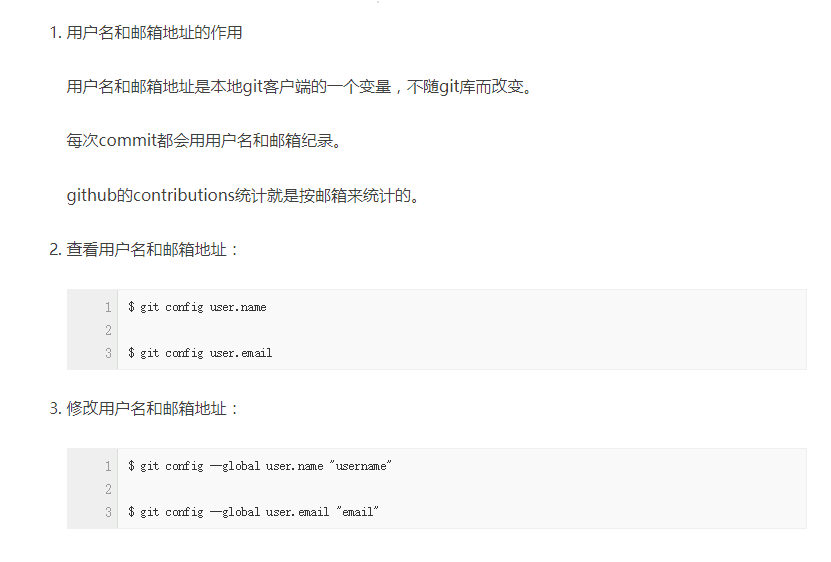 1. 用户名和邮箱地址的作用
用户名和邮箱地址是本地git客户端的一个变量，不随git库而改变。
每次commit都会用用户名和邮箱纪录。
github的contributions统计就是按邮箱来统计的。
2. 查看用户名和邮箱地址：
1 $ git config user.name
2
3 $ git config user.email
3. 修改用户名和邮箱地址：
1 $ git config —global user.name "username"
2
3 $ git config —global user.email "email"